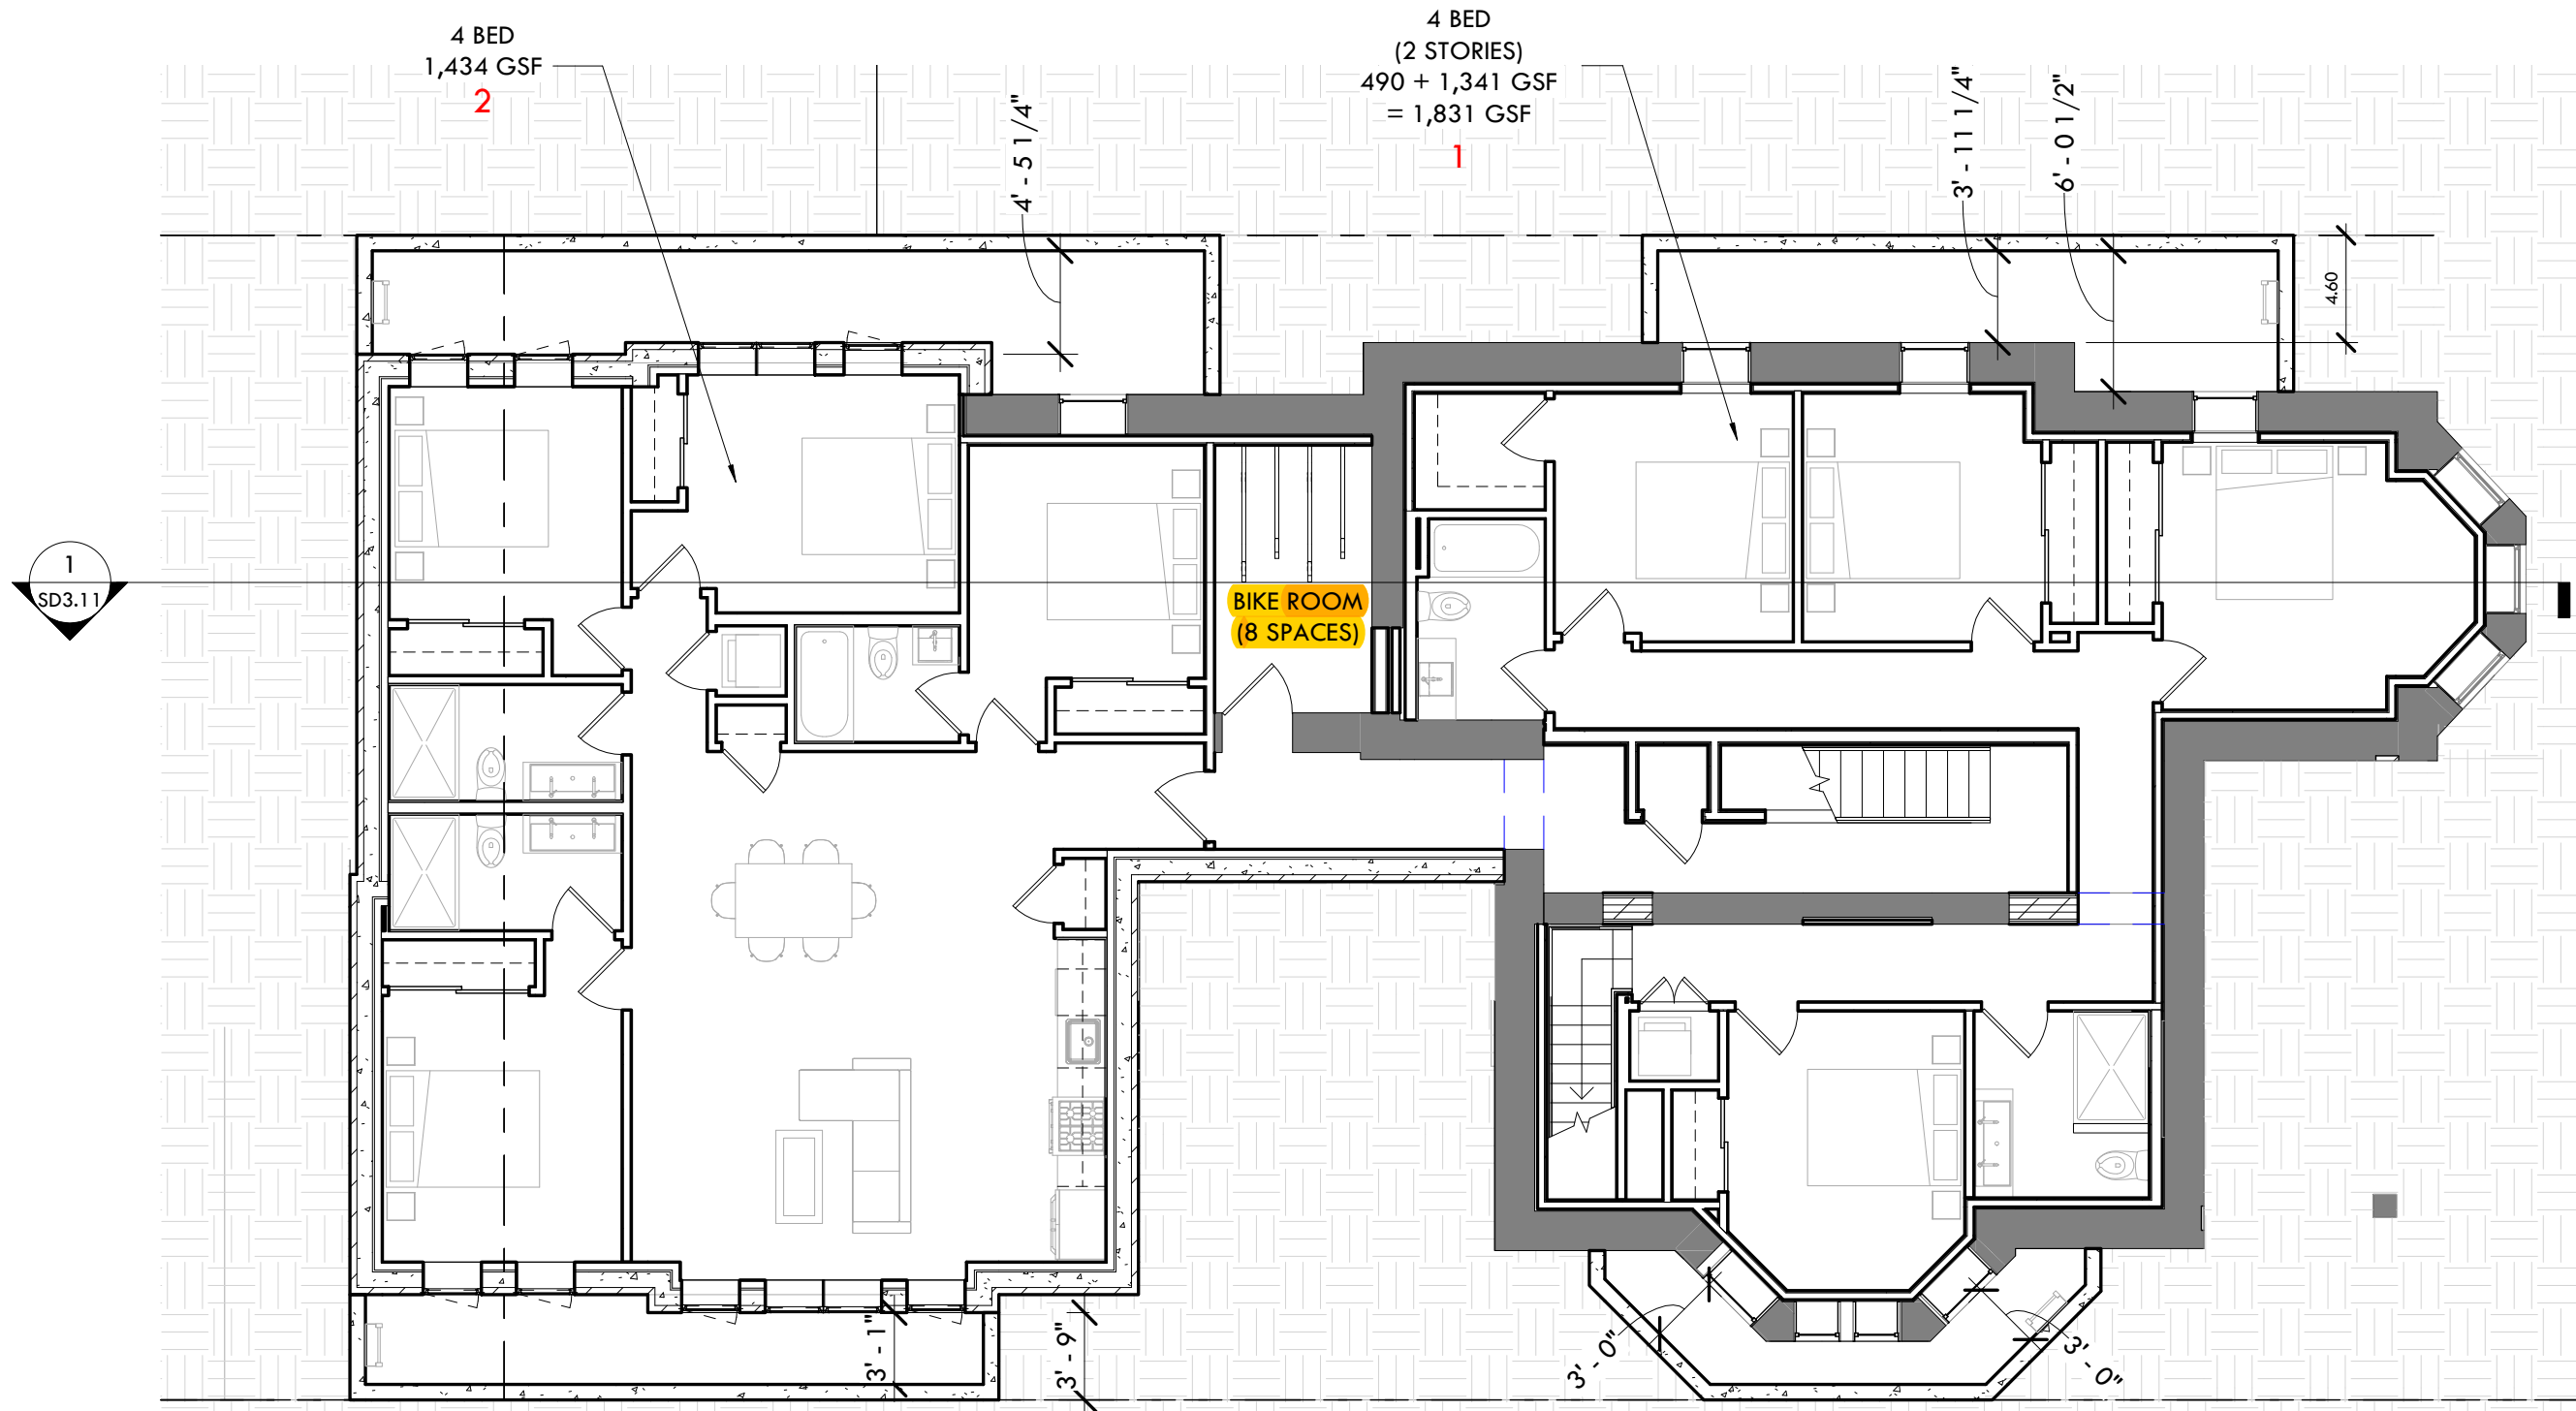 4 BED
1,434 GSF
2
4 BED
(2 STORIES)
490 + 1,341 GSF
= 1,831 GSF
1
4' - 5 1/4"
3' - 11 1/4"
6' - 0 1/2"
4.60
1
SD3.11
BIKE ROOM
(8 SPACES)
3' - 1"
3' - 9"
3' - 0"
3' - 0"